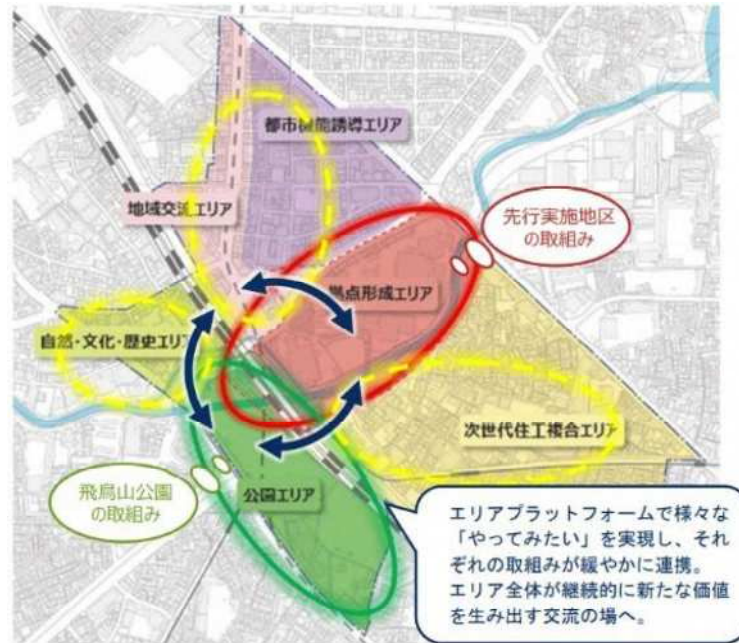 都市機能誘導エリア
地域交流エリア
先行実施地区
の取組み
拠点形成エリア
自然・文化・歴史エリア
次世代住工複合エリア
飛鳥山公園
の取組み
公園エリア
エリアプラットフォームで様々な
「やってみたい」を実現し、それ
ぞれの取組みが緩やかに連携。
エリア全体が継続的に新たな価値
を生み出す交流の場へ。